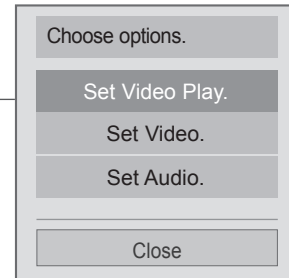 Choose options.
Set Video Play.
Set Video.
Set Audio.
Close